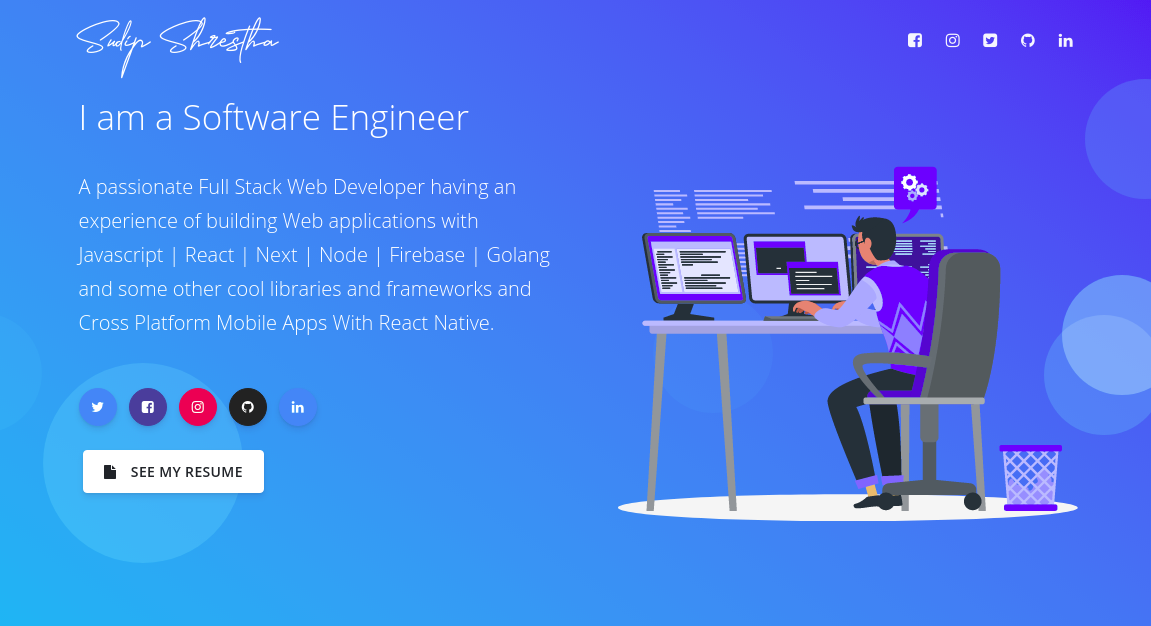 Sudip Shrestha
I am a Software Engineer
A passionate Full Stack Web Developer having an
experience of building Web applications with
Javascript | React | Next | Node | Firebase | Golang
and some other cool libraries and frameworks and
Cross Platform Mobile Apps With React Native.
SEE MY RESUME